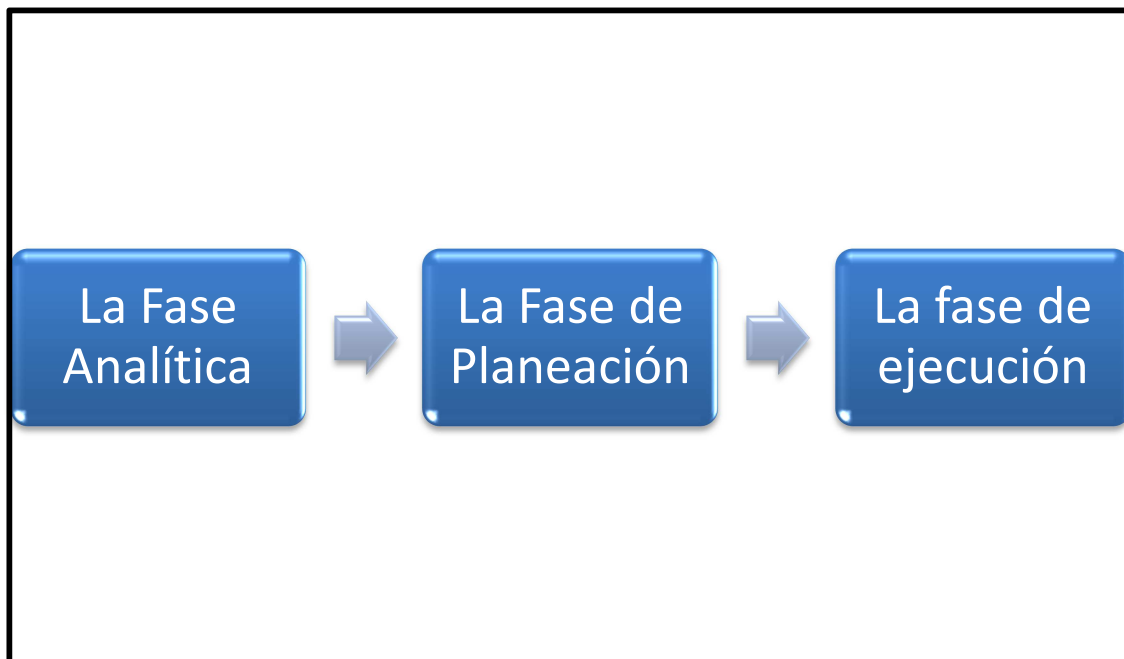 La Fase
Analítica
La Fase de
Planeación
La fase de
ejecución